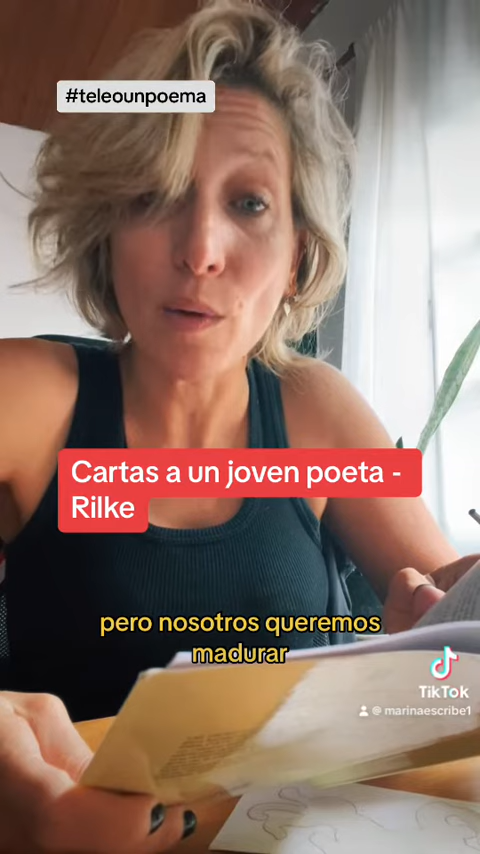 #teleounpoema
Cartas a un joven poeta -
Rilke
pero nosotros queremos
madurar
TikTok
@ marinaescribe1